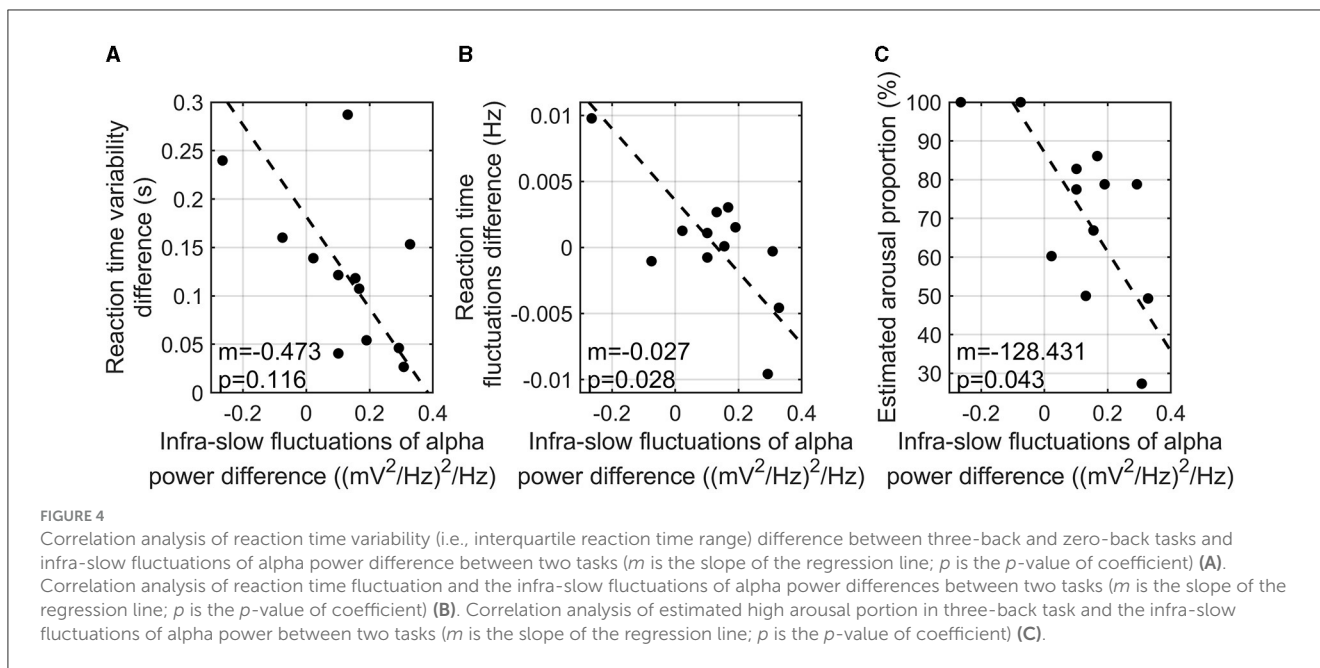 A
B
C
Reaction time variability
difference (s)
0.3
0.25
0.2
0.15
0.1
0.05
0
m=-0.473
p=0.116
-0.2
0
0.2
0.4
Infra-slow fluctuations of alpha
power difference ((mV²/Hz)²/Hz)
Reaction time
fluctuations difference (Hz)
0.01
0.005
0
-0.005
-0.01
m=-0.027
p=0.028
-0.2
0
0.2
0.4
Infra-slow fluctuations of alpha
power difference ((mV²/Hz)²/Hz)
Estimated arousal proportion (%)
100
90
80
70
60
50
40
30
m=-128.431
p=0.043
-0.2
0
0.2
0.4
Infra-slow fluctuations of alpha
power difference ((mV²/Hz)²/Hz)
FIGURE 4
Correlation analysis of reaction time variability (i.e., interquartile reaction time range) difference between three-back and zero-back tasks and
infra-slow fluctuations of alpha power difference between two tasks (m is the slope of the regression line; p is the p-value of coefficient) (A).
Correlation analysis of reaction time fluctuation and the infra-slow fluctuations of alpha power differences between two tasks (m is the slope of the
regression line; p is the p-value of coefficient) (B). Correlation analysis of estimated high arousal portion in three-back task and the infra-slow
fluctuations of alpha power between two tasks (m is the slope of the regression line; p is the p-value of coefficient) (C).